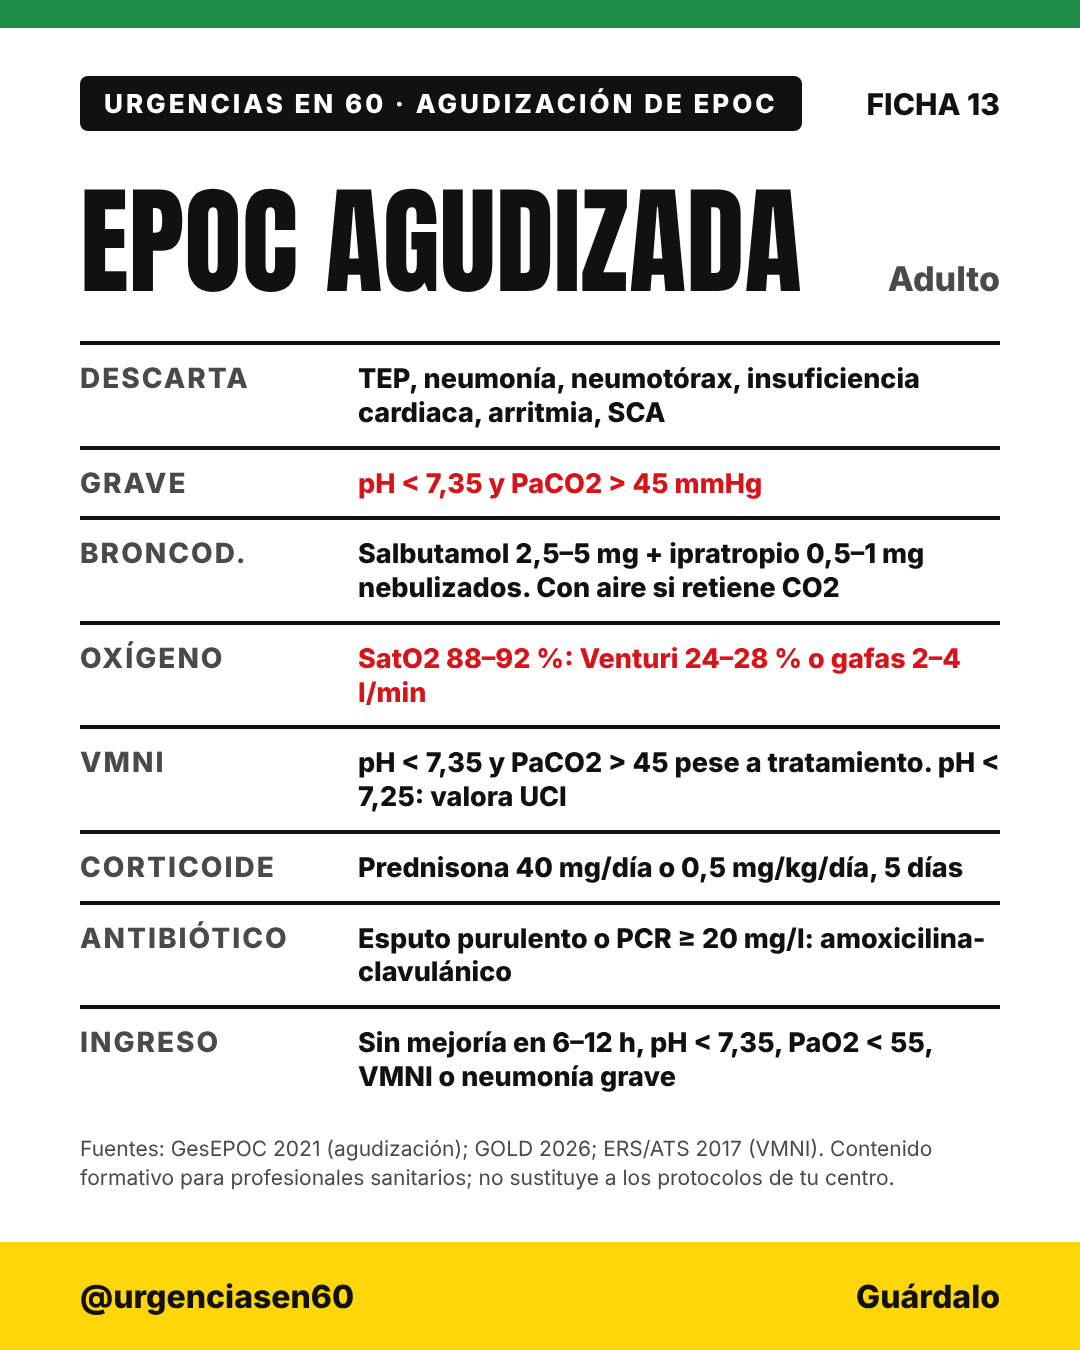 URGENCIAS EN 60 · AGUDIZACIÓN DE EPOC
FICHA 13
EPOC AGUDIZADA
Adulto
DESCARTA
TEP, neumonía, neumotórax, insuficiencia
cardiaca, arritmia, SCA
GRAVE
pH < 7,35 y PaCO2 > 45 mmHg
BRONCOD.
Salbutamol 2,5–5 mg + ipratropio 0,5–1 mg
nebulizados. Con aire si retiene CO2
OXÍGENO
SatO2 88–92 %: Venturi 24–28 % o gafas 2–4
l/min
VMNI
pH < 7,35 y PaCO2 > 45 pese a tratamiento. pH <
7,25: valora UCI
CORTICOIDE
Prednisona 40 mg/día o 0,5 mg/kg/día, 5 días
ANTIBIÓTICO
Esputo purulento o PCR ≥ 20 mg/l: amoxicilina-
clavulánico
INGRESO
Sin mejoría en 6–12 h, pH < 7,35, PaO2 < 55,
VMNI o neumonía grave
Fuentes: GesEPOC 2021 (agudización); GOLD 2026; ERS/ATS 2017 (VMNI). Contenido
formativo para profesionales sanitarios; no sustituye a los protocolos de tu centro.
@urgenciasen60
Guárdalo